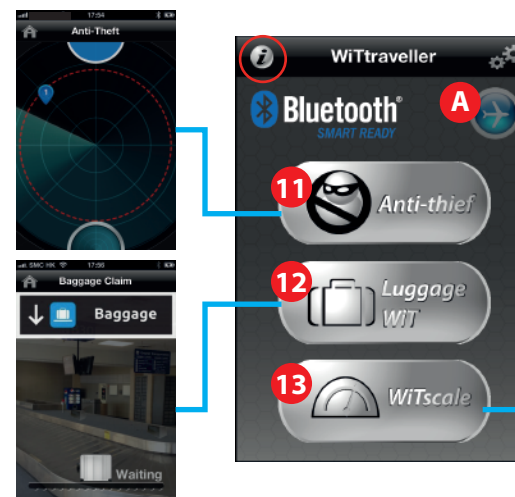 17:54
Anti-Theft
1
SMC HK 17:56
Baggage Claim
Baggage
Waiting
i WiTtraveller
Bluetooth®
SMART READY
A
11 Anti-thief
12 Luggage
WiT
13 WiTscale